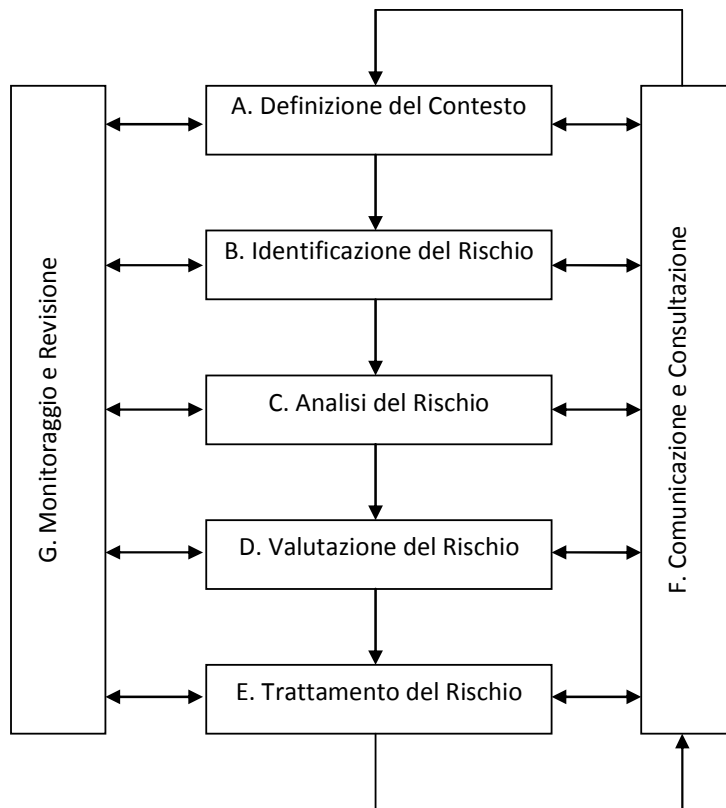 A. Definizione del Contesto
B. Identificazione del Rischio
C. Analisi del Rischio
D. Valutazione del Rischio
E. Trattamento del Rischio
G. Monitoraggio e Revisione
F. Comunicazione e Consultazione